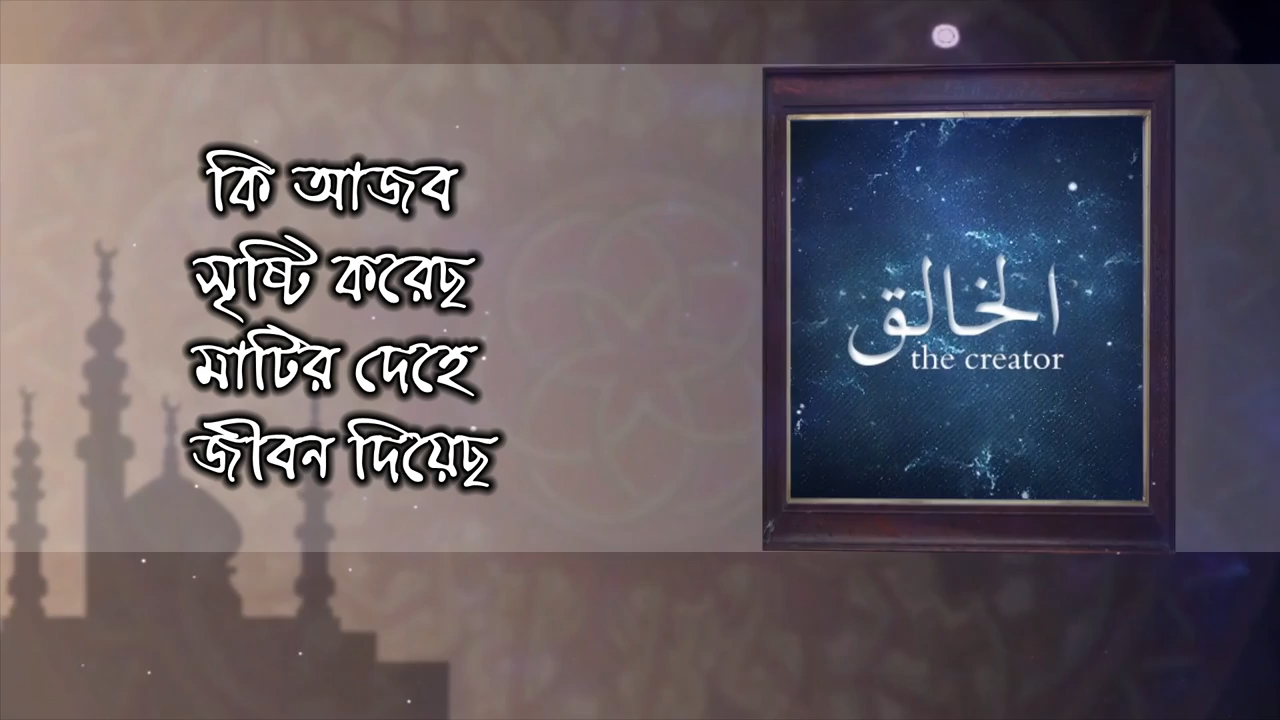 কি আজব
সৃষ্টি করেছ
মাটির দেহে
জীবন দিয়েছ
الخالق
the creator